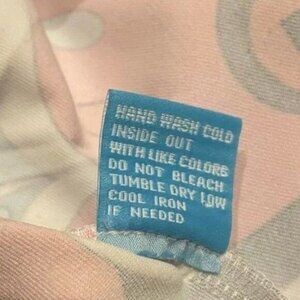 HAND WASH COLD
INSIDE OUT
WITH LIKE COLORS
DO NOT BLEACH
TUMBLE DRY LOW
COOL IRON
IF NEEDED